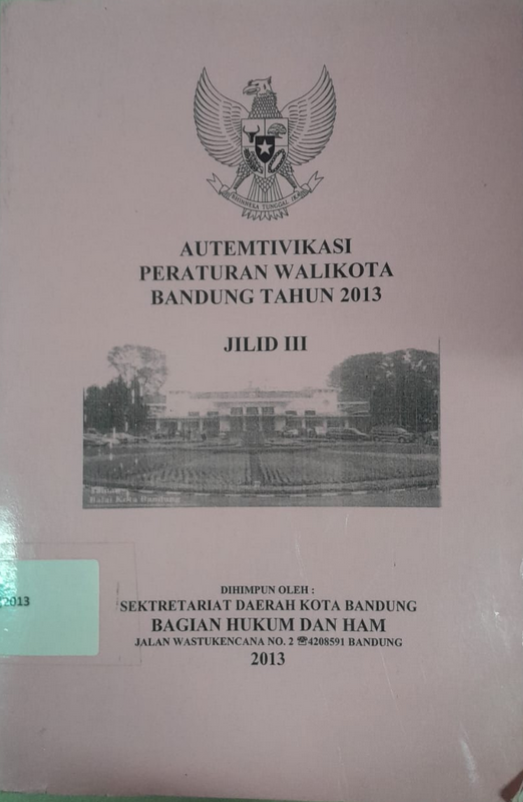 BHINNEKA TUNGGAL IKA
AUTEMTIVIKASI
PERATURAN WALIKOTA
BANDUNG TAHUN 2013
JILID III
Balai Kota Bandung
2013
DIHIMPUN OLEH :
SEKTRETARIAT DAERAH KOTA BANDUNG
BAGIAN HUKUM DAN HAM
JALAN WASTUKENCANA NO. 2 ☏4208591 BANDUNG
2013